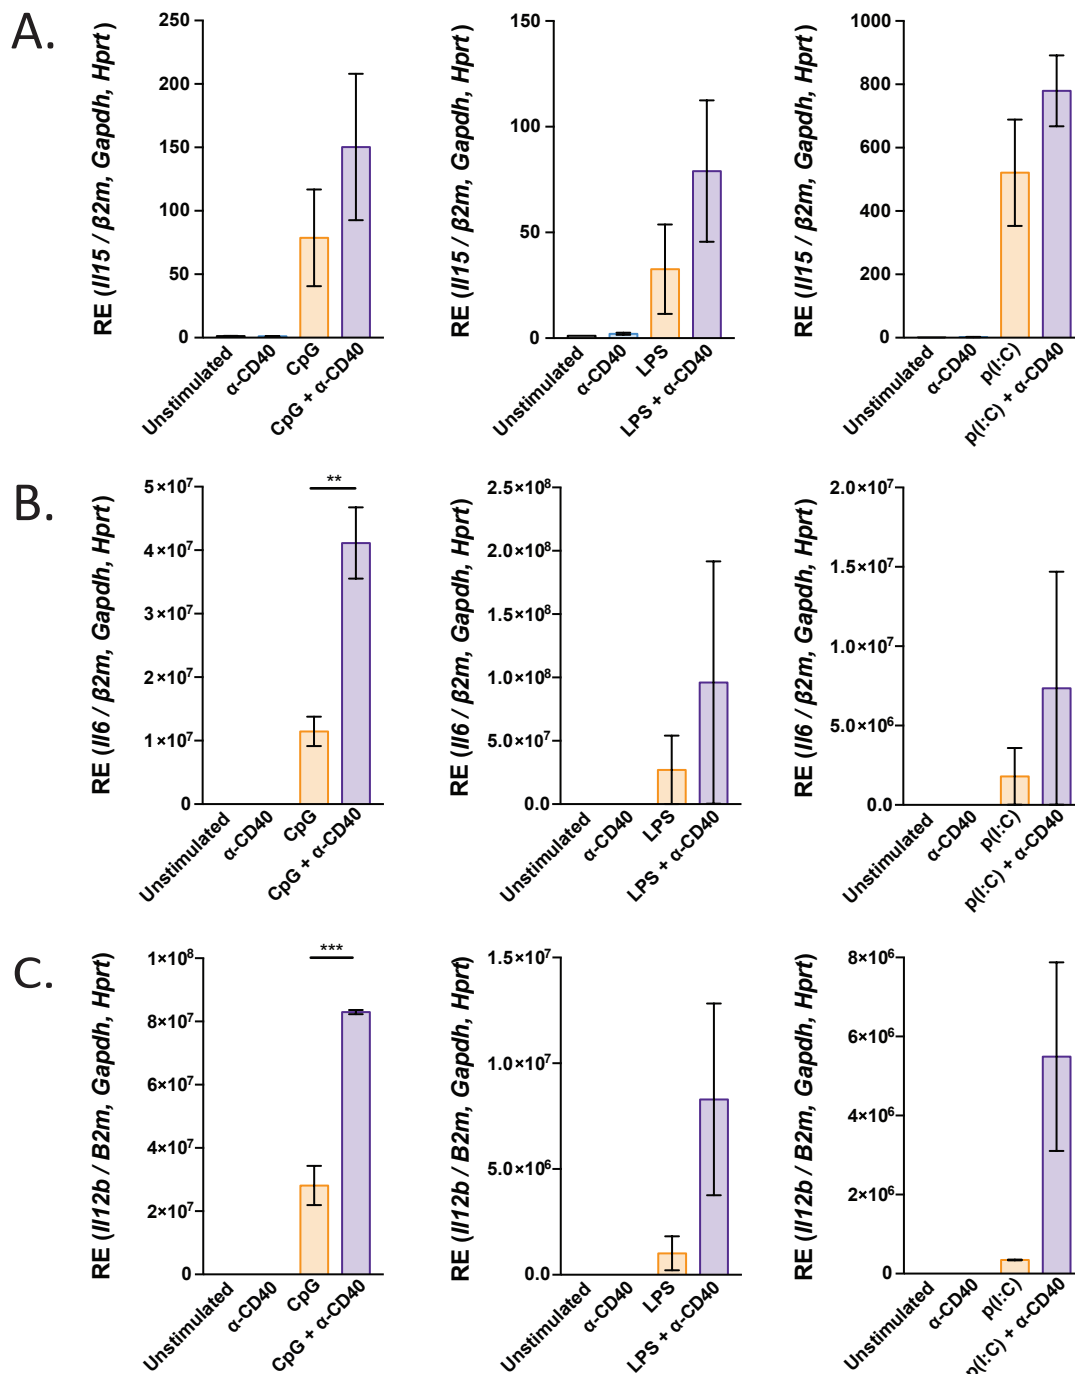 A.
RE (Il15 / β2m, Gapdh, Hprt)
250
200
150
100
50
0
Unstimulated
α-CD40
CpG
CpG + α-CD40
RE (Il15 / β2m, Gapdh, Hprt)
150
100
50
0
Unstimulated
α-CD40
LPS
LPS + α-CD40
RE (Il15 / β2m, Gapdh, Hprt)
1000
800
600
400
200
0
Unstimulated
α-CD40
p(I:C)
p(I:C) + α-CD40
B.
RE (Il6 / β2m, Gapdh, Hprt)
5×10⁷
4×10⁷
3×10⁷
2×10⁷
1×10⁷
0
**
Unstimulated
α-CD40
CpG
CpG + α-CD40
RE (Il6 / β2m, Gapdh, Hprt)
2.5×10⁸
2.0×10⁸
1.5×10⁸
1.0×10⁸
5.0×10⁷
0.0
Unstimulated
α-CD40
LPS
LPS + α-CD40
RE (Il6 / β2m, Gapdh, Hprt)
2.0×10⁷
1.5×10⁷
1.0×10⁷
5.0×10⁶
0.0
Unstimulated
α-CD40
p(I:C)
p(I:C) + α-CD40
C.
RE (Il12b / B2m, Gapdh, Hprt)
1×10⁸
8×10⁷
6×10⁷
4×10⁷
2×10⁷
0
***
Unstimulated
α-CD40
CpG
CpG + α-CD40
RE (Il12b / B2m, Gapdh, Hprt)
1.5×10⁷
1.0×10⁷
5.0×10⁶
0.0
Unstimulated
α-CD40
LPS
LPS + α-CD40
RE (Il12b / B2m, Gapdh, Hprt)
8×10⁶
6×10⁶
4×10⁶
2×10⁶
0
Unstimulated
α-CD40
p(I:C)
p(I:C) + α-CD40